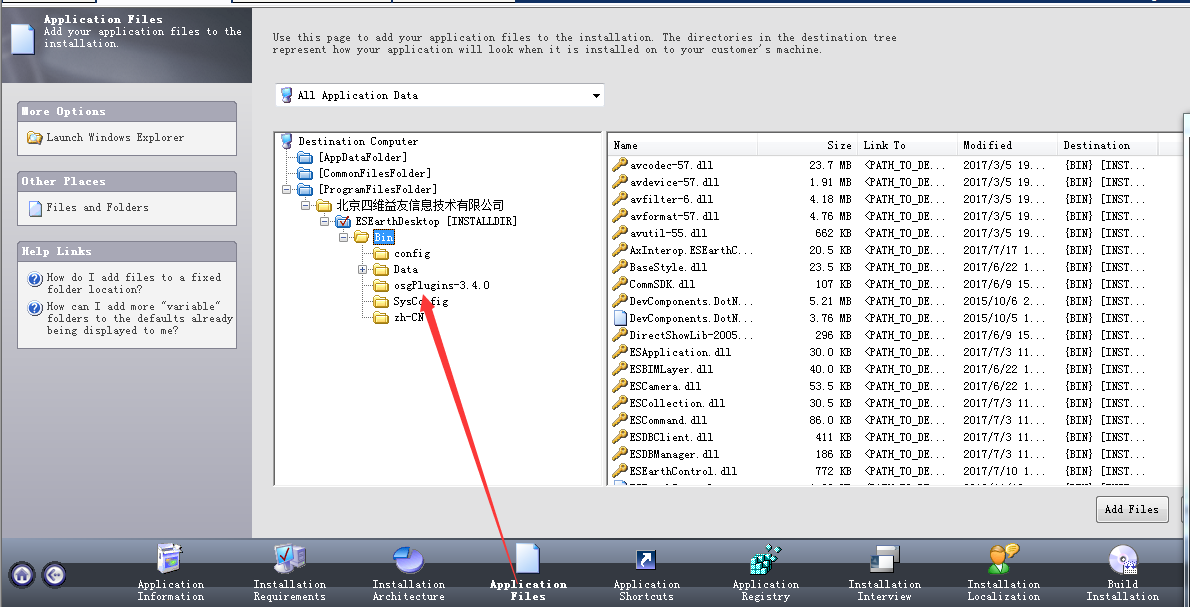 Application Files
Add your application files to the
installation.
More Options
Launch Windows Explorer
Other Places
Files and Folders
Help Links
How do I add files to a fixed
folder location?
How can I add more "variable"
folders to the defaults already
being displayed to me?
Use this page to add your application files to the installation. The directories in the destination tree
represent how your application will look when it is installed on to your customer's machine.
All Application Data
Destination Computer
[AppDataFolder]
[CommonFilesFolder]
[ProgramFilesFolder]
北京四维益友信息技术有限公司
ESEarthDesktop [INSTALLDIR]
Bin
config
Data
osgPlugins-3.4.0
SysConfig
zh-CN
Name Size Link To Modified Destination
avcodec-57.dll 23.7 MB <PATH_TO_DE... 2017/3/5 19... {BIN} [INST...
avdevice-57.dll 1.91 MB <PATH_TO_DE... 2017/3/5 19... {BIN} [INST...
avfilter-6.dll 4.18 MB <PATH_TO_DE... 2017/3/5 19... {BIN} [INST...
avformat-57.dll 4.76 MB <PATH_TO_DE... 2017/3/5 19... {BIN} [INST...
avutil-55.dll 662 KB <PATH_TO_DE... 2017/3/5 19... {BIN} [INST...
AxInterop.ESEarthC... 20.5 KB <PATH_TO_DE... 2017/7/17 1... {BIN} [INST...
BaseStyle.dll 23.5 KB <PATH_TO_DE... 2017/6/22 1... {BIN} [INST...
CommSDK.dll 107 KB <PATH_TO_DE... 2017/6/9 15... {BIN} [INST...
DevComponents.DotN... 5.21 MB <PATH_TO_DE... 2015/10/6 2... {BIN} [INST...
DevComponents.DotN... 3.76 MB <PATH_TO_DE... 2015/10/5 1... {BIN} [INST...
DirectShowLib-2005... 296 KB <PATH_TO_DE... 2017/6/9 15... {BIN} [INST...
ESApplication.dll 30.0 KB <PATH_TO_DE... 2017/7/3 11... {BIN} [INST...
ESBIMLayer.dll 40.0 KB <PATH_TO_DE... 2017/6/22 1... {BIN} [INST...
ESCamera.dll 53.5 KB <PATH_TO_DE... 2017/6/22 1... {BIN} [INST...
ESCollection.dll 30.5 KB <PATH_TO_DE... 2017/7/3 11... {BIN} [INST...
ESCommand.dll 86.0 KB <PATH_TO_DE... 2017/7/3 11... {BIN} [INST...
ESDBClient.dll 411 KB <PATH_TO_DE... 2017/7/3 11... {BIN} [INST...
ESDBManager.dll 186 KB <PATH_TO_DE... 2017/7/3 11... {BIN} [INST...
ESEarthControl.dll 772 KB <PATH_TO_DE... 2017/7/10 1... {BIN} [INST...
Add Files
Application
Information
Installation
Requirements
Installation
Architecture
Application
Files
Application
Shortcuts
Application
Registry
Installation
Interview
Installation
Localization
Build
Installation